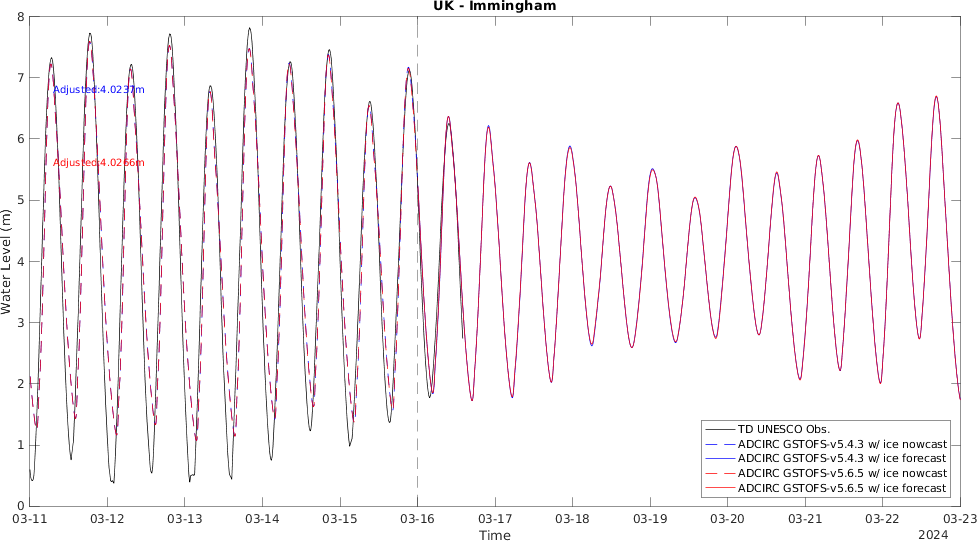 UK - Immingham
8
7
6
5
4
3
2
1
0
Water Level (m)
Adjusted:4.0237m
Adjusted:4.0266m
TD UNESCO Obs.
ADCIRC GSTOFS-v5.4.3 w/ ice nowcast
ADCIRC GSTOFS-v5.4.3 w/ ice forecast
ADCIRC GSTOFS-v5.6.5 w/ ice nowcast
ADCIRC GSTOFS-v5.6.5 w/ ice forecast
03-11 03-12 03-13 03-14 03-15 03-16 03-17 03-18 03-19 03-20 03-21 03-22 03-23
Time
2024